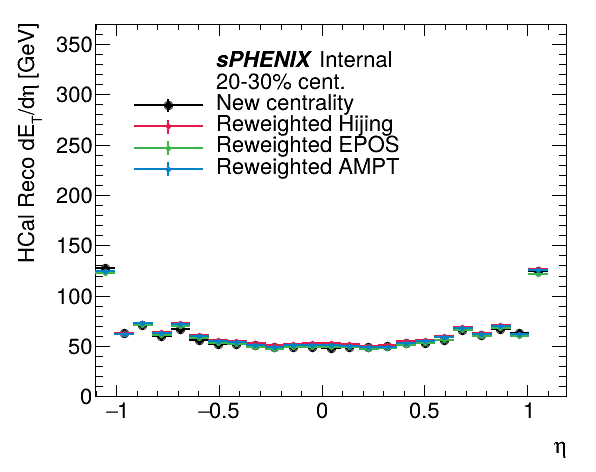 HCal Reco dE_T/dη [GeV]
350
300
250
200
150
100
50
0
sPHENIX Internal
20-30% cent.
New centrality
Reweighted Hijing
Reweighted EPOS
Reweighted AMPT
−1 −0.5 0 0.5 1
η